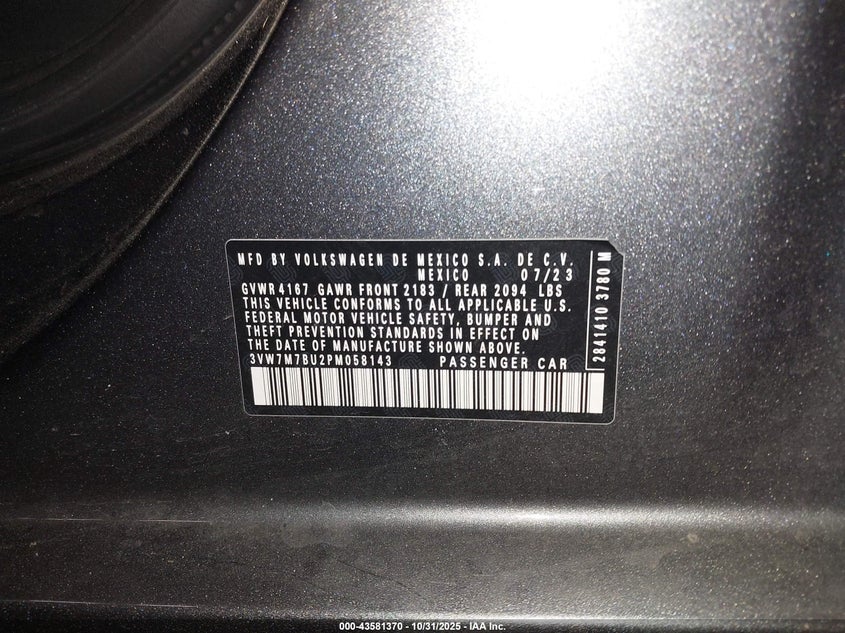 MFD BY VOLKSWAGEN DE MEXICO S.A. DE C.V.
MEXICO 07/23
GVWR 4167 GAWR FRONT 2183 / REAR 2094 LBS
THIS VEHICLE CONFORMS TO ALL APPLICABLE U.S.
FEDERAL MOTOR VEHICLE SAFETY, BUMPER AND
THEFT PREVENTION STANDARDS IN EFFECT ON
THE DATE OF MANUFACTURE SHOWN ABOVE.
3VW7M7BU2PM058143 PASSENGER CAR
2841410 3780 M
000-43581370 - 10/31/2025 - IAA Inc.